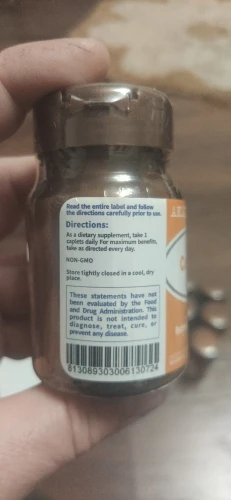 Read the entire label and follow
the directions carefully prior to use.
Directions:
As a dietary supplement, take 1
caplets daily For maximum benefits,
take as directed every day.
NON-GMO
Store tightly closed in a cool, dry
place.
These statements have not
been evaluated by the Food
and Drug Administration. This
product is not intended to
diagnose, treat, cure, or
prevent any disease.
813089303006130724